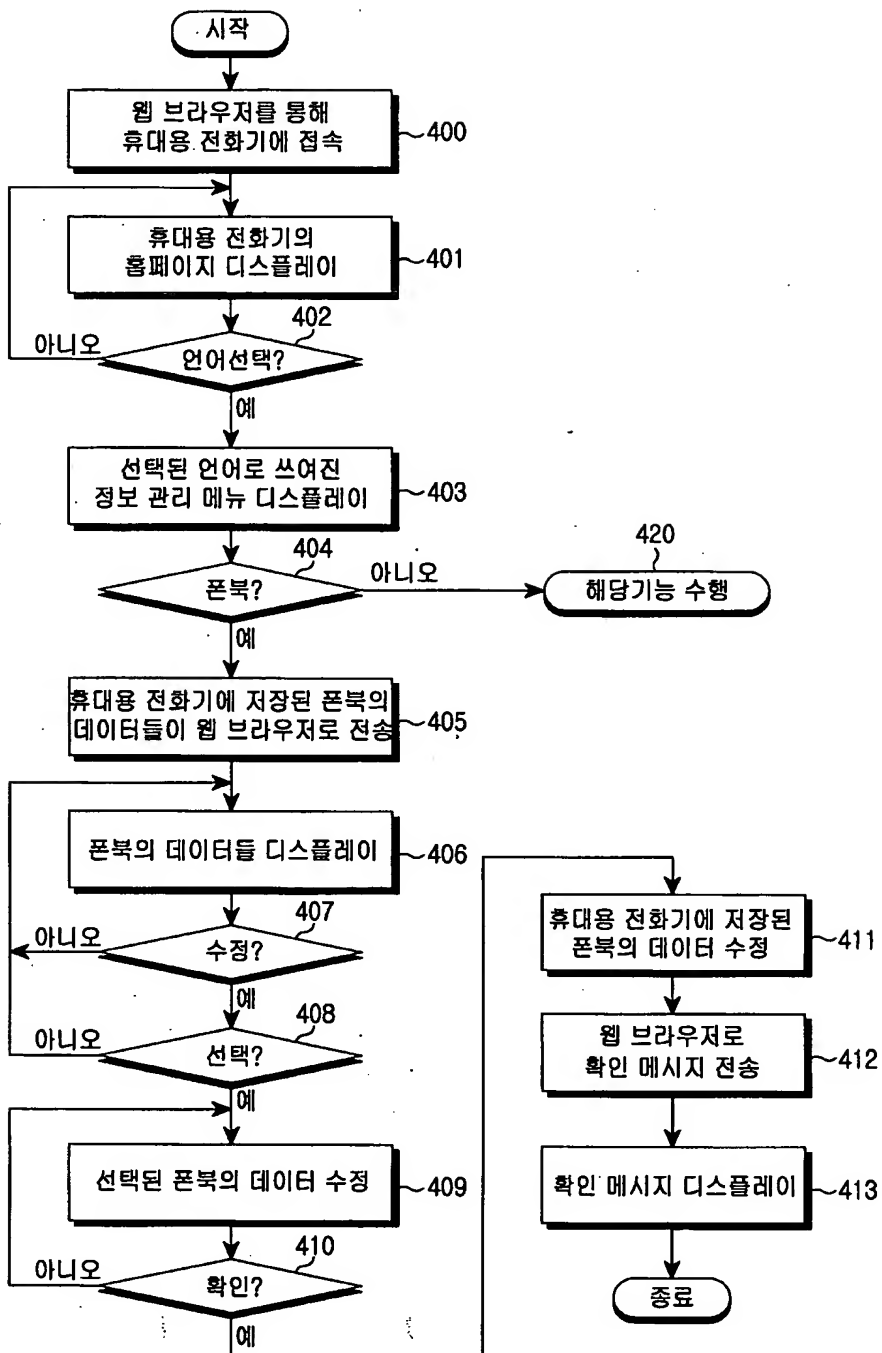 시작
웹 브라우저를 통해
휴대용 전화기에 접속
400
휴대용 전화기의
홈페이지 디스플레이
401
402
아니오
언어선택?
예
선택된 언어로 쓰여진
정보 관리 메뉴 디스플레이
403
404
폰북?
아니오
420
해당기능 수행
예
휴대용 전화기에 저장된 폰북의
데이터들이 웹 브라우저로 전송
405
폰북의 데이터들 디스플레이
406
407
아니오
수정?
예
408
아니오
선택?
예
선택된 폰북의 데이터 수정
409
410
아니오
확인?
예
휴대용 전화기에 저장된
폰북의 데이터 수정
411
웹 브라우저로
확인 메시지 전송
412
확인 메시지 디스플레이
413
종료